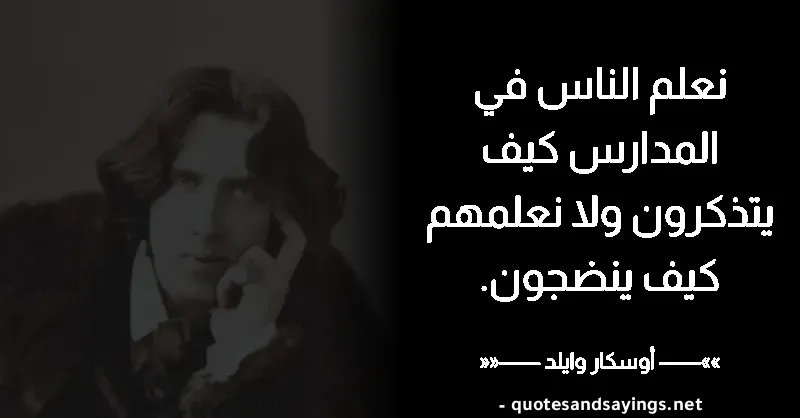 نعلم الناس في
المدارس كيف
يتذكرون ولا نعلمهم
كيف ينضجون.
»»—— أوسكار وايلد ——««
- quotesandsayings.net